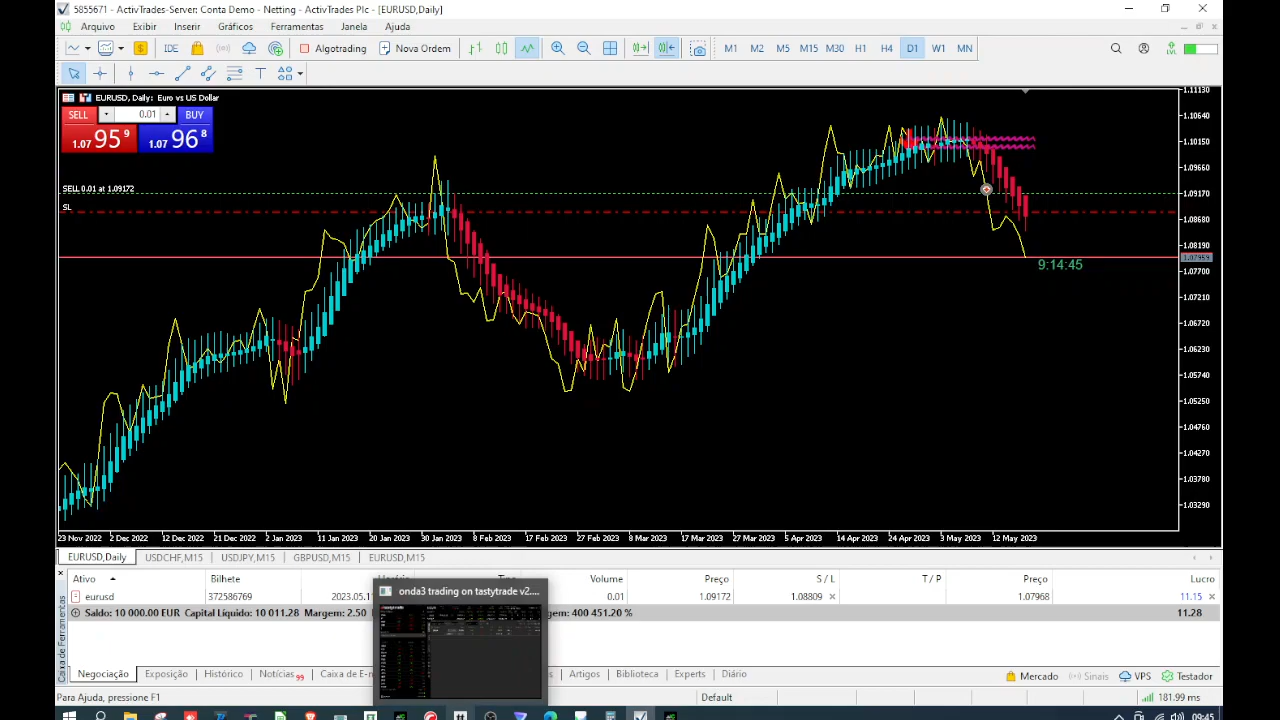 5855671 - ActivTrades-Server: Conta Demo - Netting - ActivTrades Plc - [EURUSD,Daily]
Arquivo Exibir Inserir Gráficos Ferramentas Janela Ajuda
IDE Algotrading Nova Ordem M1 M2 M5 M15 M30 H1 H4 D1 W1 MN LVL
EURUSD, Daily: Euro vs US Dollar
SELL 0.01 BUY
1.07 95 9 1.07 96 8
SELL 0.01 at 1.09172
SL
9:14:45
1.11130
1.10640
1.10150
1.09660
1.09170
1.08680
1.08190
1.07959
1.07700
1.07210
1.06720
1.06230
1.05740
1.05250
1.04760
1.04270
1.03780
1.03290
23 Nov 2022 2 Dec 2022 12 Dec 2022 21 Dec 2022 2 Jan 2023 11 Jan 2023 20 Jan 2023 30 Jan 2023 8 Feb 2023 17 Feb 2023 27 Feb 2023 8 Mar 2023 17 Mar 2023 27 Mar 2023 5 Apr 2023 14 Apr 2023 24 Apr 2023 3 May 2023 12 May 2023
EURUSD,Daily USDCHF,M15 USDJPY,M15 GBPUSD,M15 EURUSD,M15
Ativo Bilhete Volume Preço S / L T / P Preço Lucro
eurusd 372586769 2023.05.1 0.01 1.09172 1.08809 1.07968 11.15
Saldo: 10 000.00 EUR Capital Líquido: 10 011.28 Margem: 2.50 400 451.20 % 11.28
onda3 trading on tastytrade v2....
Caixa de Ferramentas
Negociação Exposição Histórico Notícias 99 Caixa de E Artigos Biblioteca Experts Diário
Mercado Sinais VPS Testador
Para Ajuda, pressione F1 Default 181.99 ms
09:45